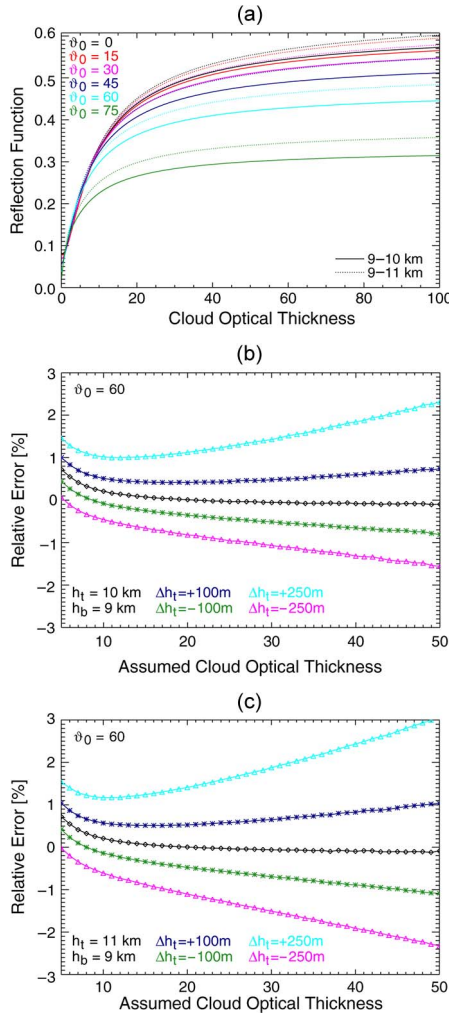 (a)
0.6
0.5
0.4
0.3
0.2
0.1
0.0
Reflection Function
ϑ0 = 0
ϑ0 = 15
ϑ0 = 30
ϑ0 = 45
ϑ0 = 60
ϑ0 = 75
9−10 km
9−11 km
0 20 40 60 80 100
Cloud Optical Thickness
(b)
3
2
1
0
−1
−2
−3
Relative Error [%]
ϑ0 = 60
ht = 10 km Δht=+100m Δht=+250m
hb = 9 km Δht=−100m Δht=−250m
10 20 30 40 50
Assumed Cloud Optical Thickness
(c)
3
2
1
0
−1
−2
−3
Relative Error [%]
ϑ0 = 60
ht = 11 km Δht=+100m Δht=+250m
hb = 9 km Δht=−100m Δht=−250m
10 20 30 40 50
Assumed Cloud Optical Thickness